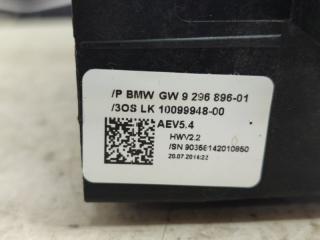 /P BMW GW 9 296 896-01
/3OS LK 10099948-00
AEV5.4
HWV2.2
/SN 90356142010850
20.07.2014:22